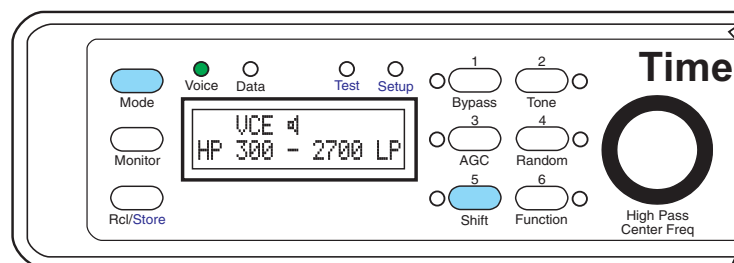 Time
Voice Data Test Setup
Mode
Monitor
Rcl/Store
VCE
HP 300 - 2700 LP
1
Bypass
2
Tone
3
AGC
4
Random
5
Shift
6
Function
High Pass
Center Freq